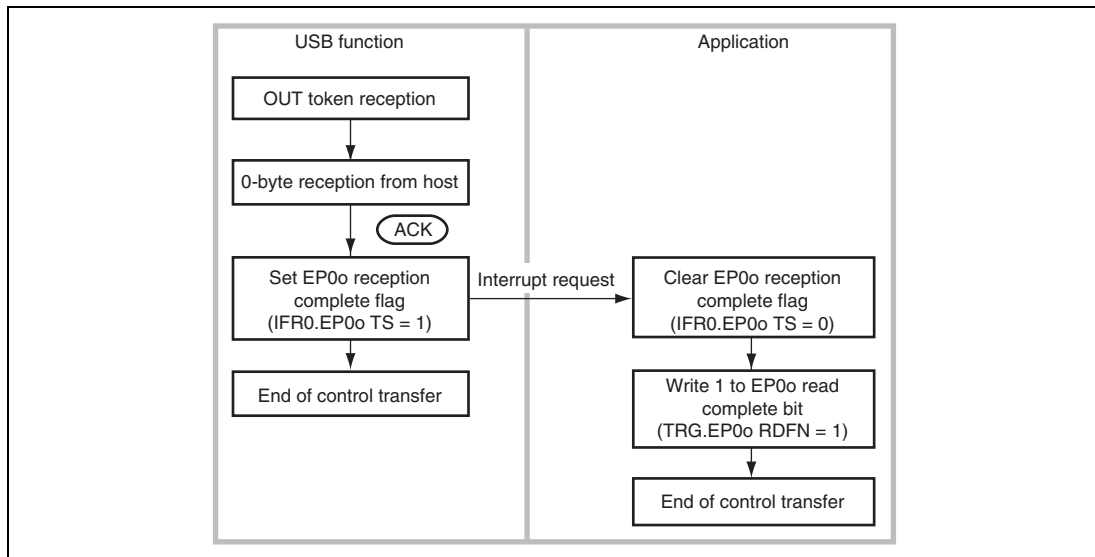 USB function
OUT token reception
0-byte reception from host
ACK
Set EP0o reception
complete flag
(IFR0.EP0o TS = 1)
End of control transfer
Interrupt request
Application
Clear EP0o reception
complete flag
(IFR0.EP0o TS = 0)
Write 1 to EP0o read
complete bit
(TRG.EP0o RDFN = 1)
End of control transfer